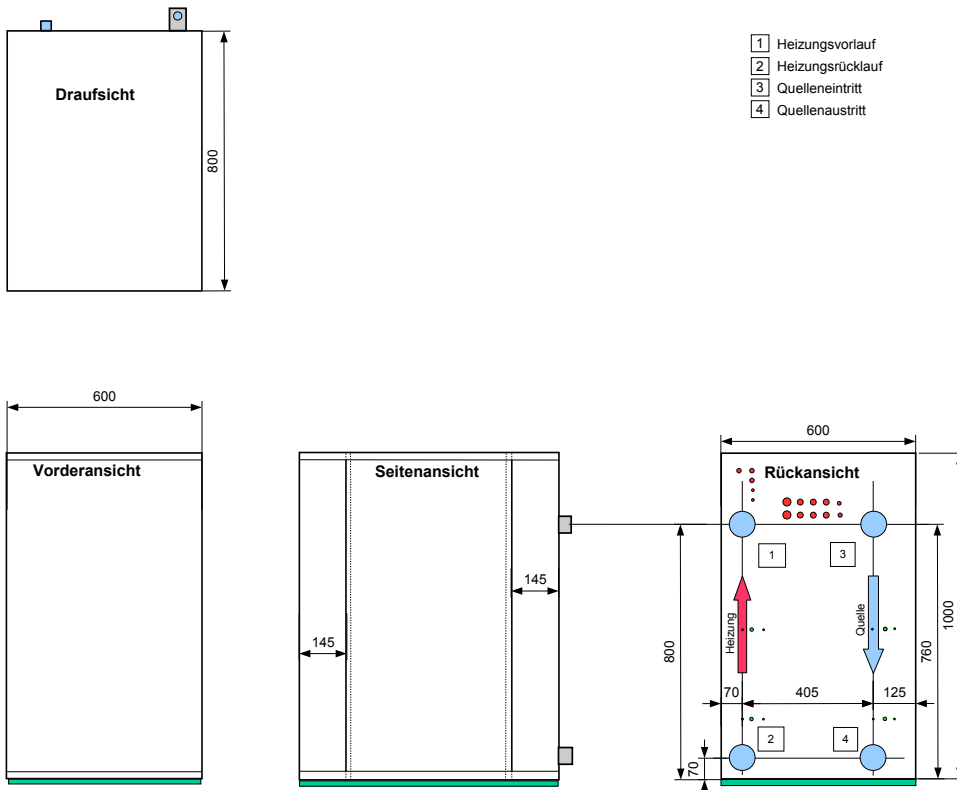 Draufsicht
800
1 Heizungsvorlauf
2 Heizungsrücklauf
3 Quelleneintritt
4 Quellenaustritt
600
Vorderansicht
Seitenansicht
145
145
600
Rückansicht
1
3
Heizung
Quelle
800
760
1000
70
405
125
2
4
70